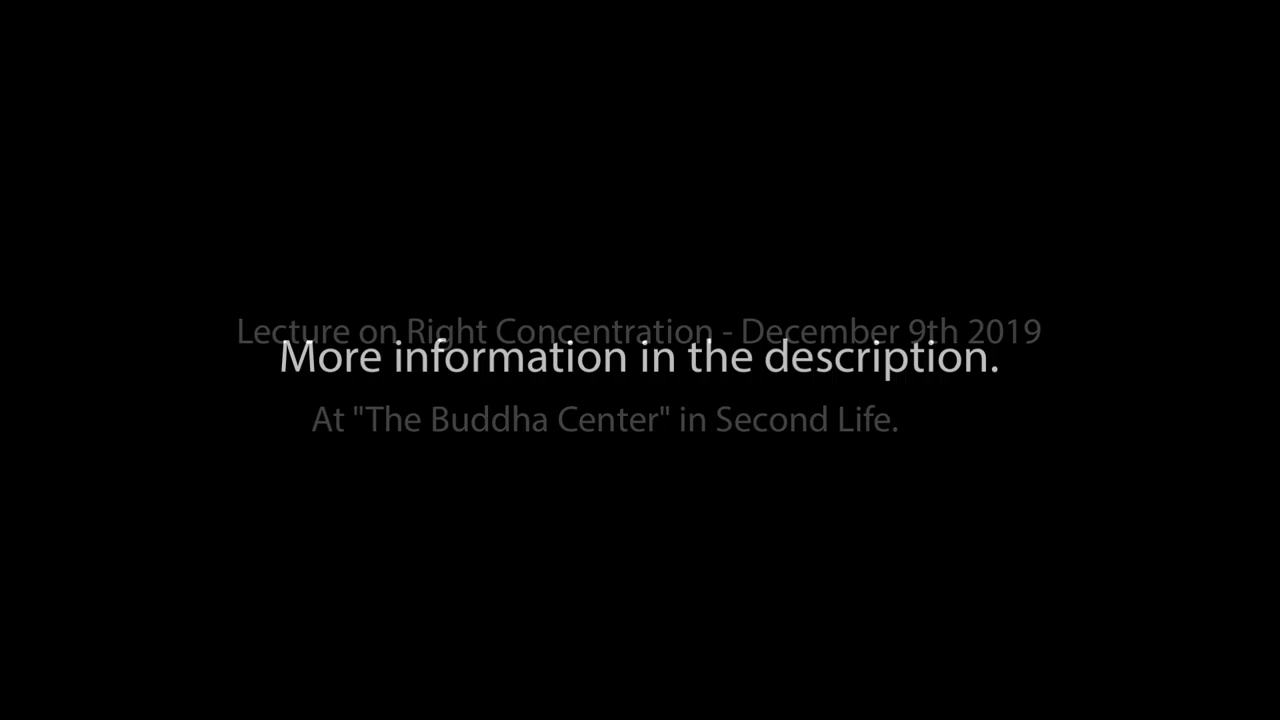 Lecture on Right Concentration - December 9th 2019
More information in the description.
At "The Buddha Center" in Second Life.